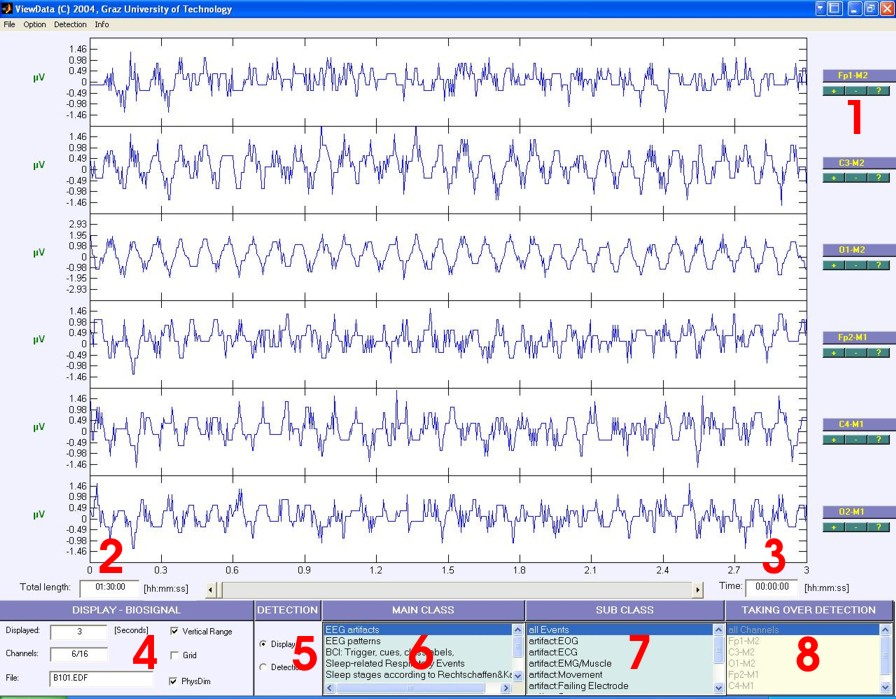 ViewData (C) 2004, Graz University of Technology
File Option Detection Info
1.46
0.98
0.49
0
-0.49
-0.98
-1.46
µV
Fp1-M2
+ - ?
1
1.46
0.98
0.49
0
-0.49
-0.98
-1.46
µV
C3-M2
+ - ?
2.93
1.95
0.98
0
-0.98
-1.95
-2.93
µV
O1-M2
+ - ?
1.46
0.98
0.49
0
-0.49
-0.98
-1.46
µV
Fp2-M1
+ - ?
1.46
0.98
0.49
0
-0.49
-0.98
-1.46
µV
C4-M1
+ - ?
1.46
0.98
0.49
0
-0.49
-0.98
-1.46
µV
O2-M1
+ - ?
2 3
0 0.3 0.6 0.9 1.2 1.5 1.8 2.1 2.4 2.7 3
Total length: 01:30:00 [hh:mm:ss] Time: 00:00:00 [hh:mm:ss]
DISPLAY - BIOSIGNAL
Displayed: 3 [Seconds] Vertical Range
Channels: 6/16 Grid
File: B101.EDF PhysDim
4
DETECTION
Display
Detection
5
MAIN CLASS
EEG artifacts
EEG patterns
BCI: Trigger, cues, classlabels,
Sleep-related Respiratory Events
Sleep stages according to Rechtschaffen&Ka
6
SUB CLASS
all Events
artifact:EOG
artifact:ECG
artifact:EMG/Muscle
artifact:Movement
artifact:Failing Electrode
7
TAKING OVER DETECTION
all Channels
Fp1-M2
C3-M2
O1-M2
Fp2-M1
C4-M1
8